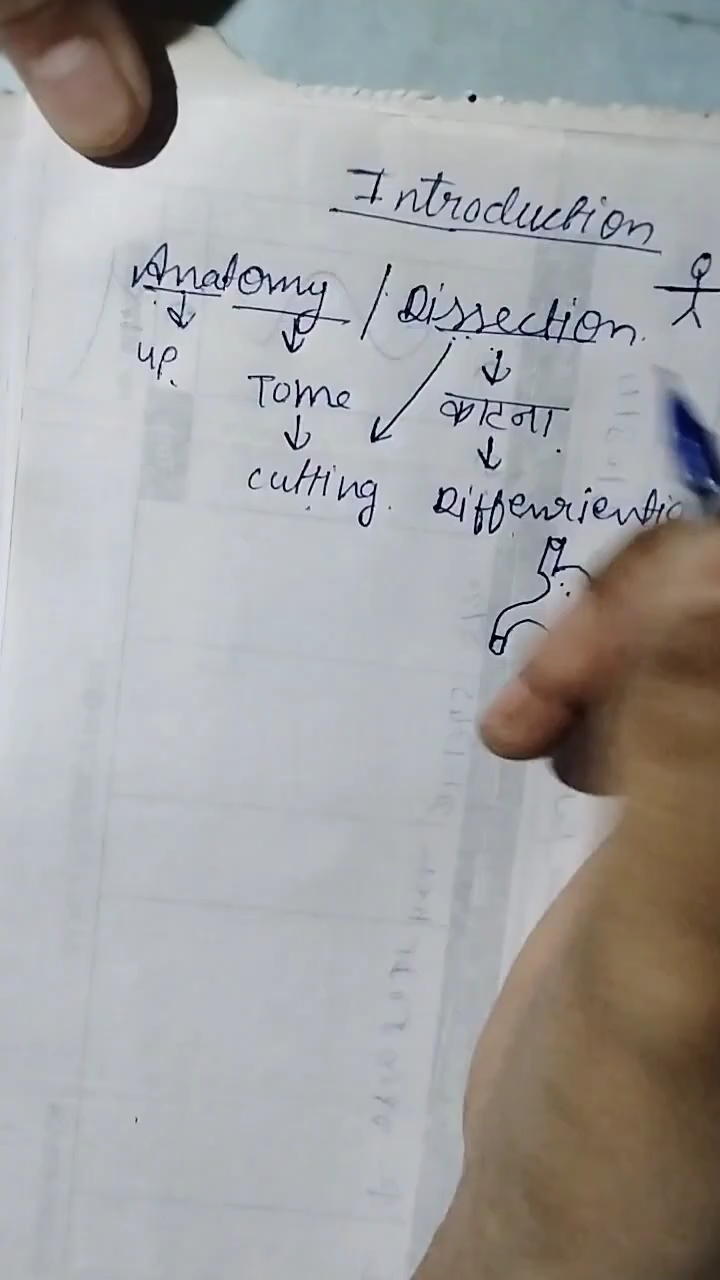 Introduction
Anatomy / Dissection.
up.
Tome
काटना.
cutting.